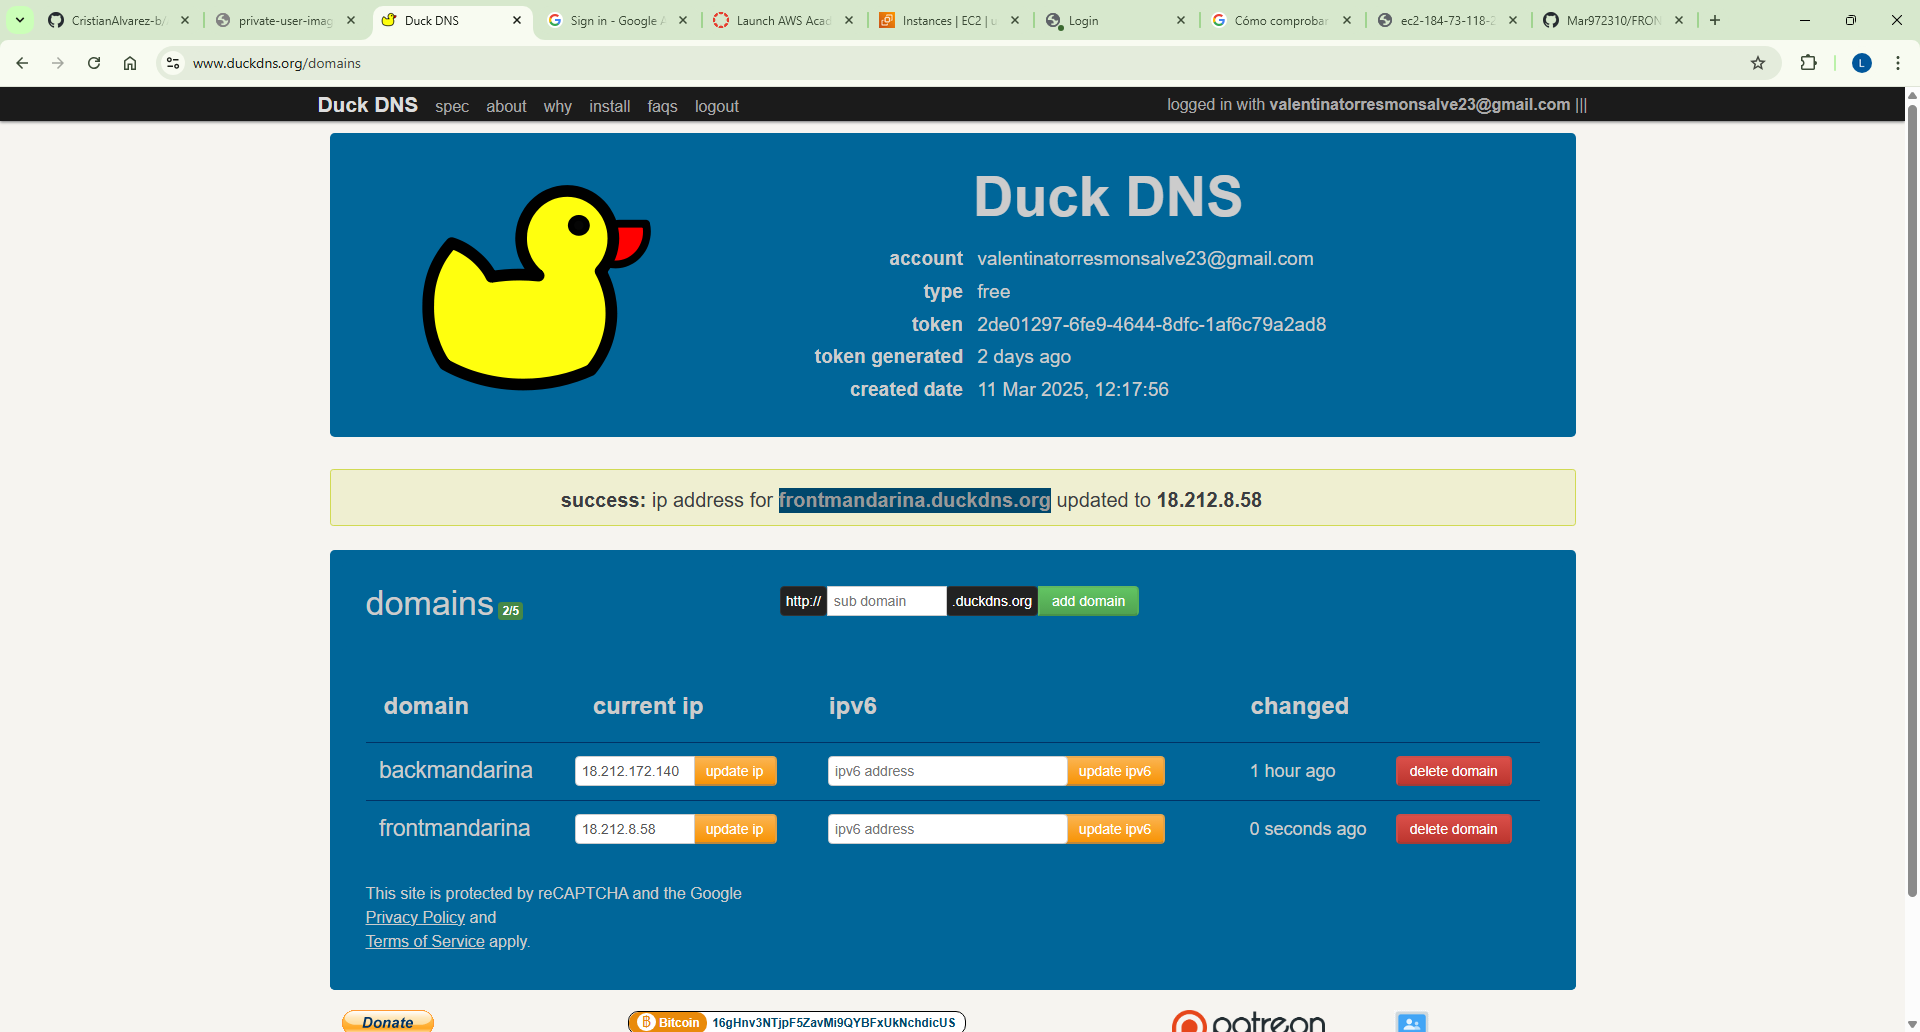 CristianAlvarez-b/
private-user-imag
Duck DNS
Sign in - Google A
Launch AWS Acad
Instances | EC2 | u
Login
Cómo comprobar
ec2-184-73-118-2
Mar972310/FRON
www.duckdns.org/domains
L
Duck DNS spec about why install faqs logout
logged in with valentinatorresmonsalve23@gmail.com |||
Duck DNS
account valentinatorresmonsalve23@gmail.com
type free
token 2de01297-6fe9-4644-8dfc-1af6c79a2ad8
token generated 2 days ago
created date 11 Mar 2025, 12:17:56
success: ip address for frontmandarina.duckdns.org updated to 18.212.8.58
domains 2/5
http:// sub domain .duckdns.org add domain
domain current ip ipv6 changed
backmandarina 18.212.172.140 update ip ipv6 address update ipv6 1 hour ago delete domain
frontmandarina 18.212.8.58 update ip ipv6 address update ipv6 0 seconds ago delete domain
This site is protected by reCAPTCHA and the Google
Privacy Policy and
Terms of Service apply.
Donate
Bitcoin 16gHnv3NTjpF5ZavMi9QYBFxUkNchdicUS
patreon